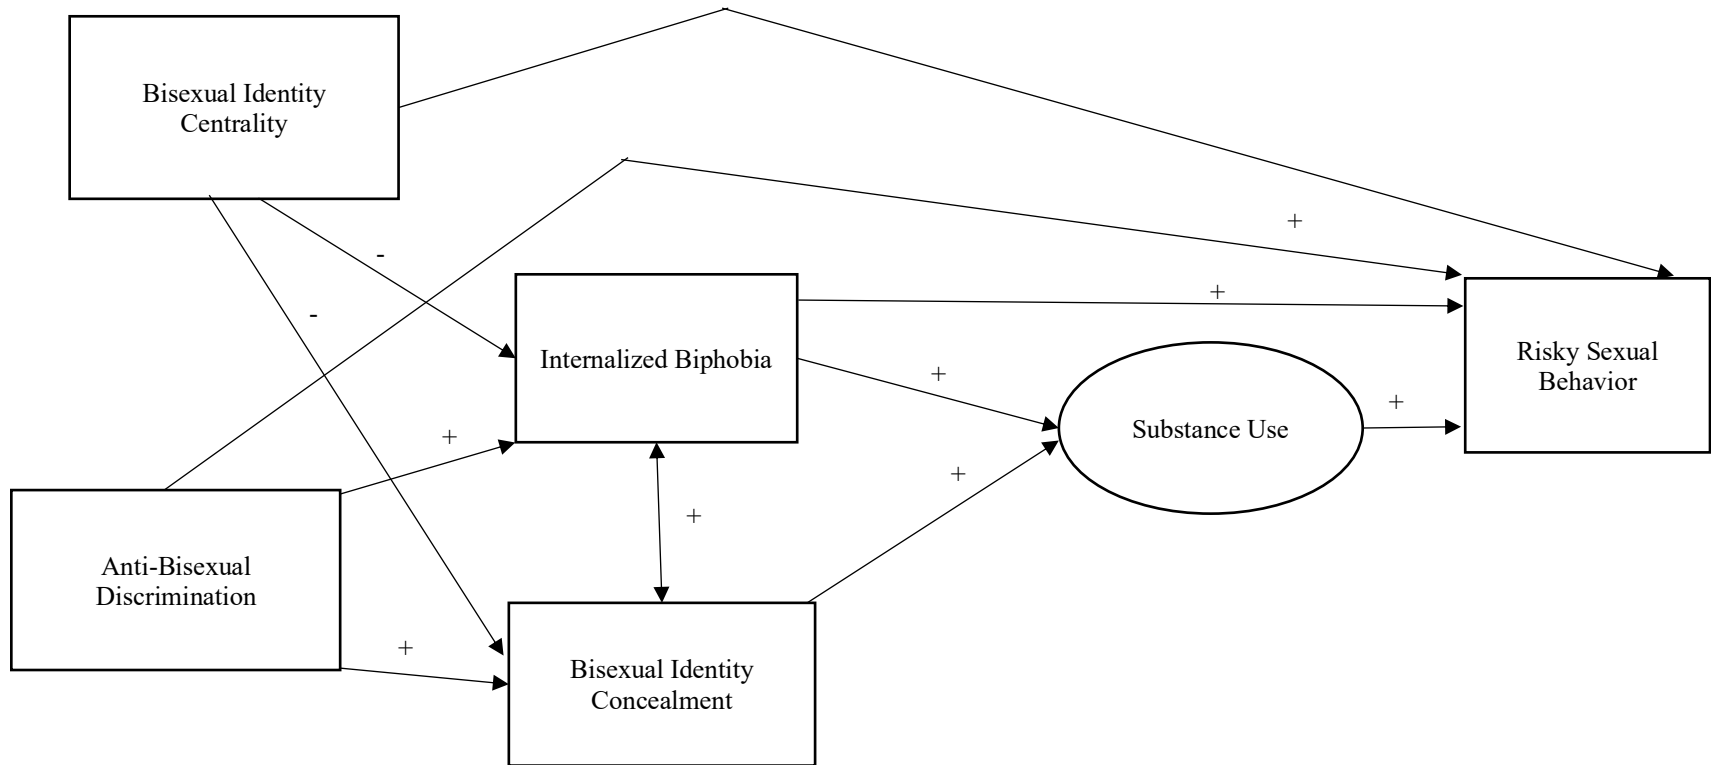 Bisexual Identity
Centrality
+
-
+
-
Internalized Biphobia
Risky Sexual
Behavior
+
+
Substance Use
+
+
+
Anti-Bisexual
Discrimination
+
Bisexual Identity
Concealment